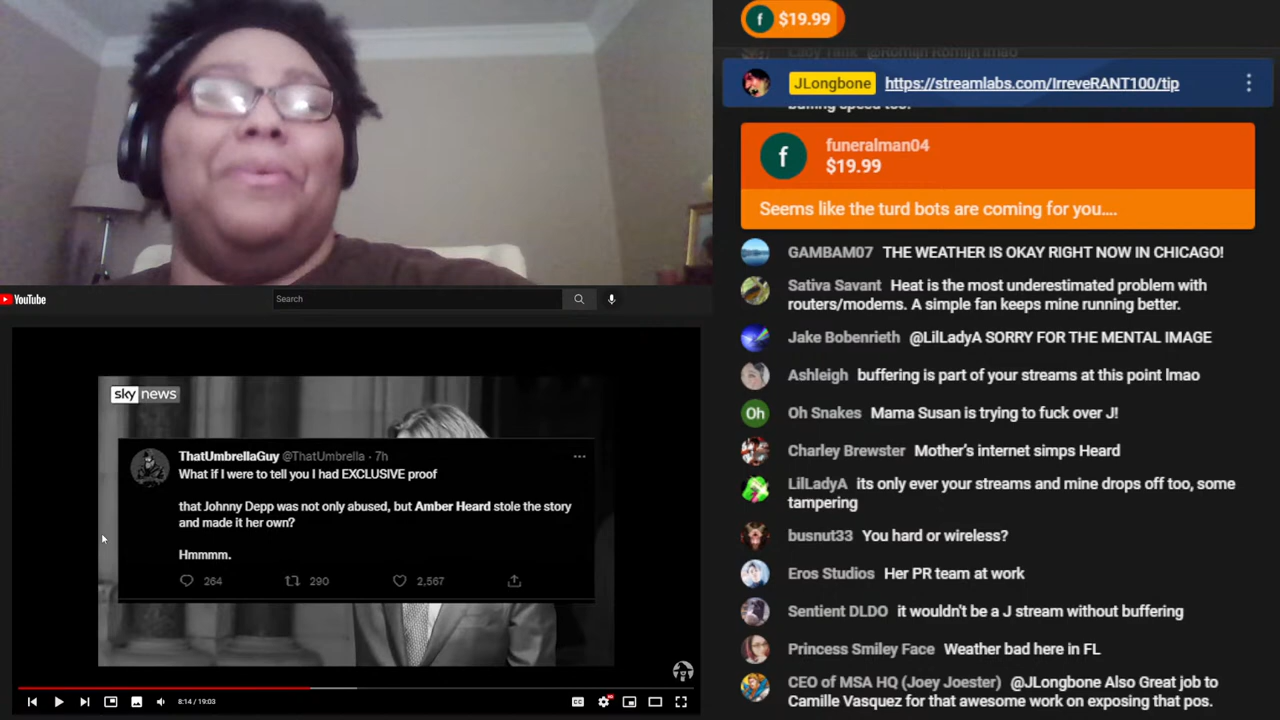 YouTube
Search
sky news
ThatUmbrellaGuy @ThatUmbrella · 7h
What if I were to tell you I had EXCLUSIVE proof
that Johnny Depp was not only abused, but Amber Heard stole the story
and made it her own?
Hmmmm.
264 290 2,567
8:14 / 19:03
f $19.99
JLongbone https://streamlabs.com/IrreveRANT100/tip
buffing speed too!
f funeralman04
$19.99
Seems like the turd bots are coming for you....
GAMBAM07 THE WEATHER IS OKAY RIGHT NOW IN CHICAGO!
Sativa Savant Heat is the most underestimated problem with
routers/modems. A simple fan keeps mine running better.
Jake Bobenrieth @LilLadyA SORRY FOR THE MENTAL IMAGE
Ashleigh buffering is part of your streams at this point lmao
Oh Oh Snakes Mama Susan is trying to fuck over J!
Charley Brewster Mother's internet simps Heard
LilLadyA its only ever your streams and mine drops off too, some
tampering
busnut33 You hard or wireless?
Eros Studios Her PR team at work
Sentient DLDO it wouldn't be a J stream without buffering
Princess Smiley Face Weather bad here in FL
CEO of MSA HQ (Joey Joester) @JLongbone Also Great job to
Camille Vasquez for that awesome work on exposing that pos.